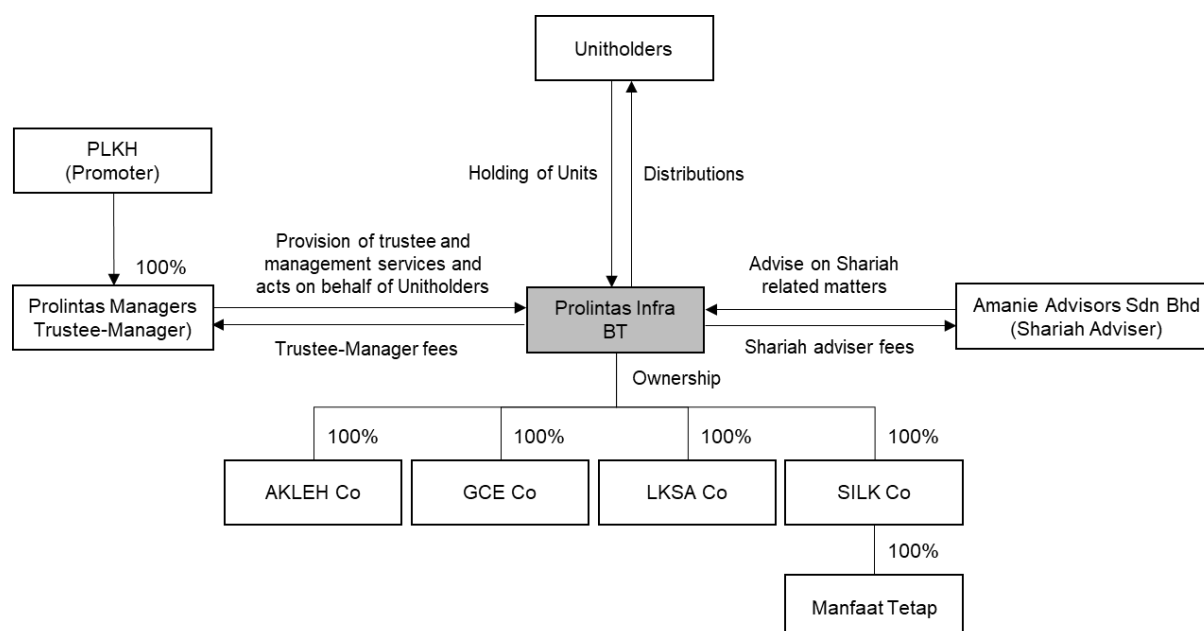 Unitholders
PLKH
(Promoter)
Holding of Units
Distributions
100%
Provision of trustee and
management services and
acts on behalf of Unitholders
Advise on Shariah
related matters
Prolintas Managers
Trustee-Manager)
Prolintas Infra
BT
Amanie Advisors Sdn Bhd
(Shariah Adviser)
Trustee-Manager fees
Shariah adviser fees
Ownership
100%
100%
100%
100%
AKLEH Co
GCE Co
LKSA Co
SILK Co
100%
Manfaat Tetap